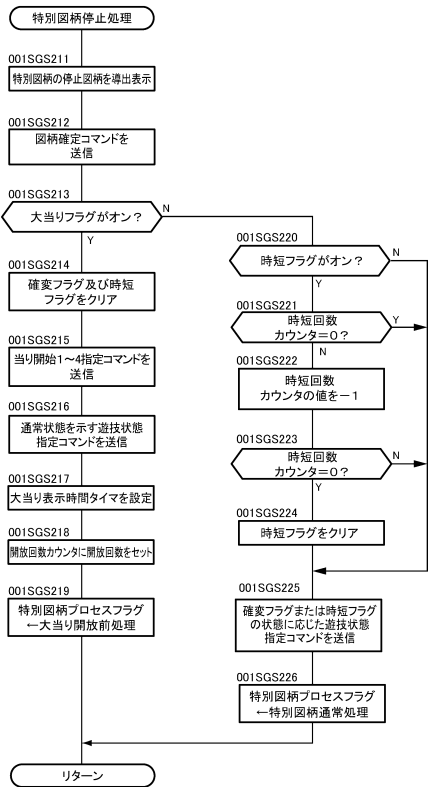 特別図柄停止処理
001SGS211
特別図柄の停止図柄を導出表示
001SGS212
図柄確定コマンドを
送信
001SGS213
大当りフラグがオン？
N
Y
001SGS214
確変フラグ及び時短
フラグをクリア
001SGS215
当り開始1～4指定コマンドを
送信
001SGS216
通常状態を示す遊技状態
指定コマンドを送信
001SGS217
大当り表示時間タイマを設定
001SGS218
開放回数カウンタに開放回数をセット
001SGS219
特別図柄プロセスフラグ
←大当り開放前処理
001SGS220
時短フラグがオン？
N
Y
001SGS221
時短回数
カウンタ＝0？
Y
N
001SGS222
時短回数
カウンタの値を－1
001SGS223
時短回数
カウンタ＝0？
N
Y
001SGS224
時短フラグをクリア
001SGS225
確変フラグまたは時短フラグ
の状態に応じた遊技状態
指定コマンドを送信
001SGS226
特別図柄プロセスフラグ
←特別図柄通常処理
リターン